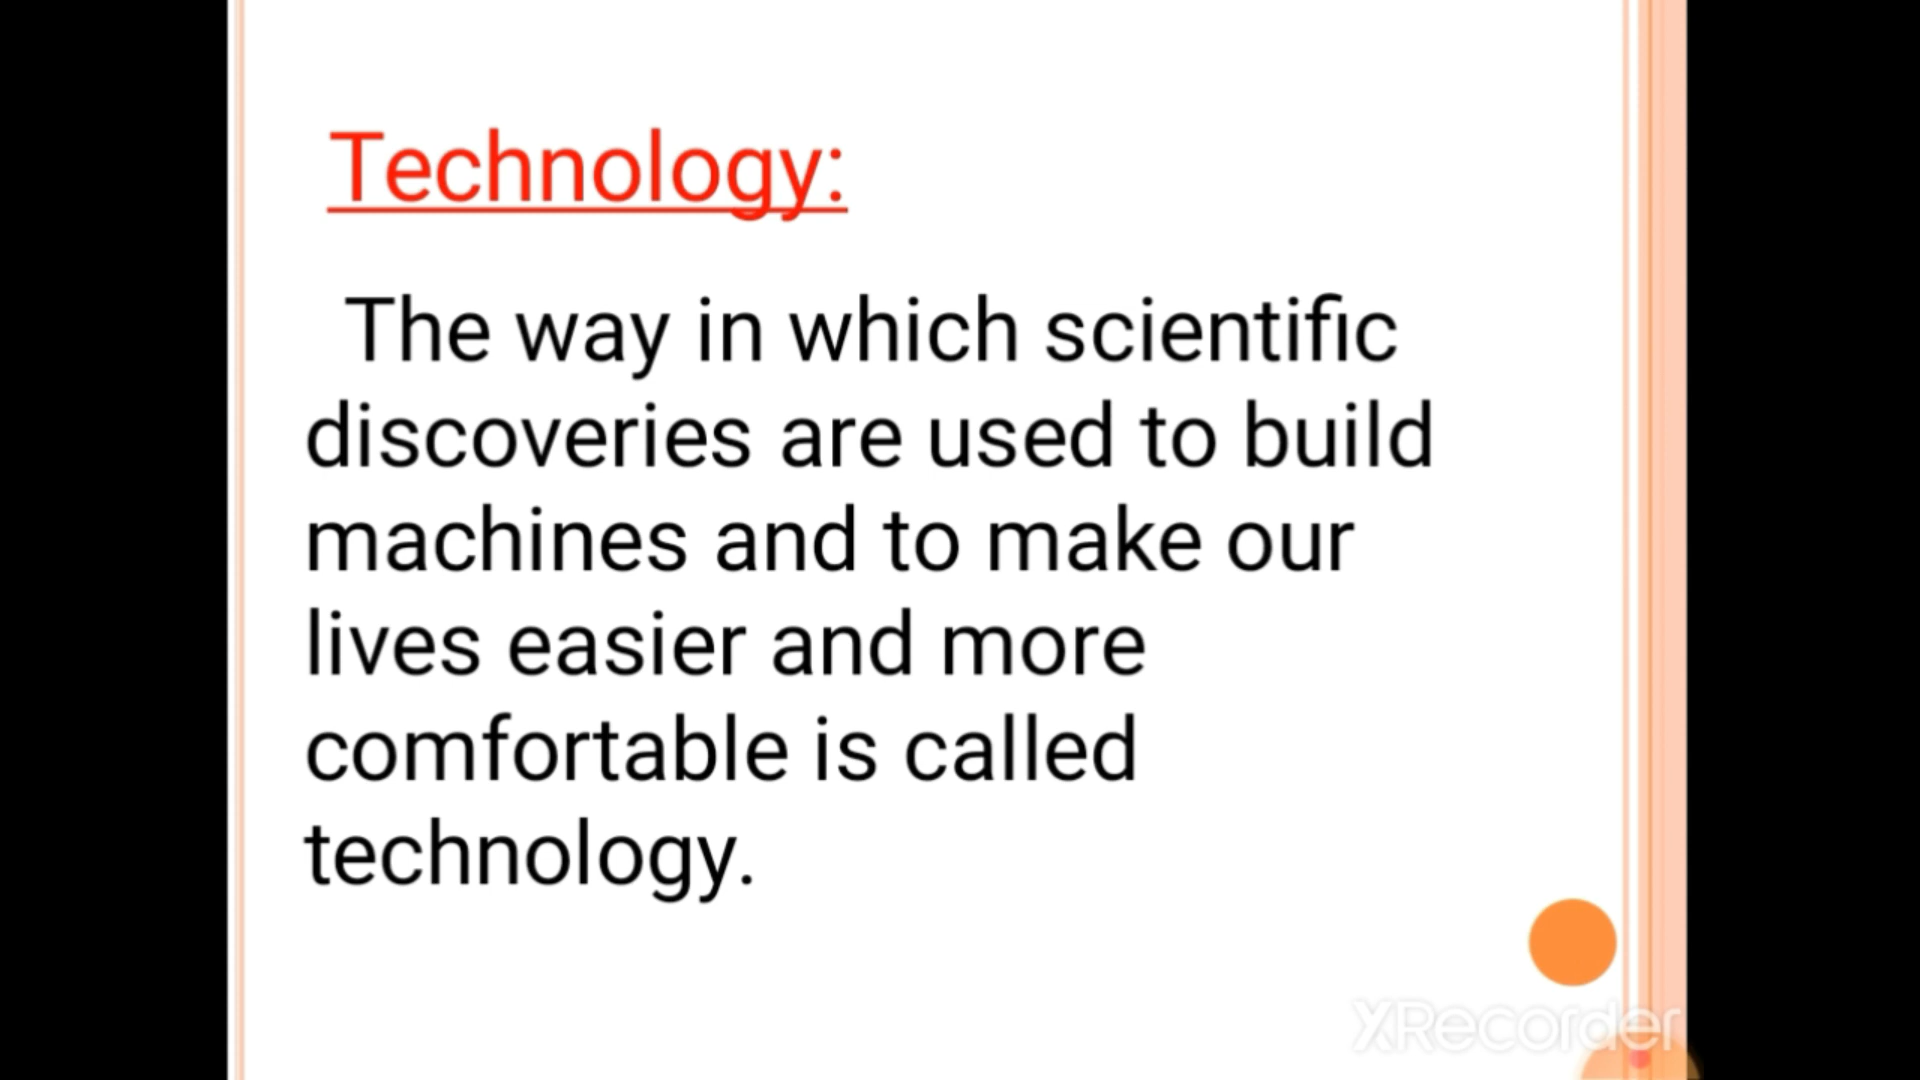 Technology:
The way in which scientific
discoveries are used to build
machines and to make our
lives easier and more
comfortable is called
technology.
XRecorder